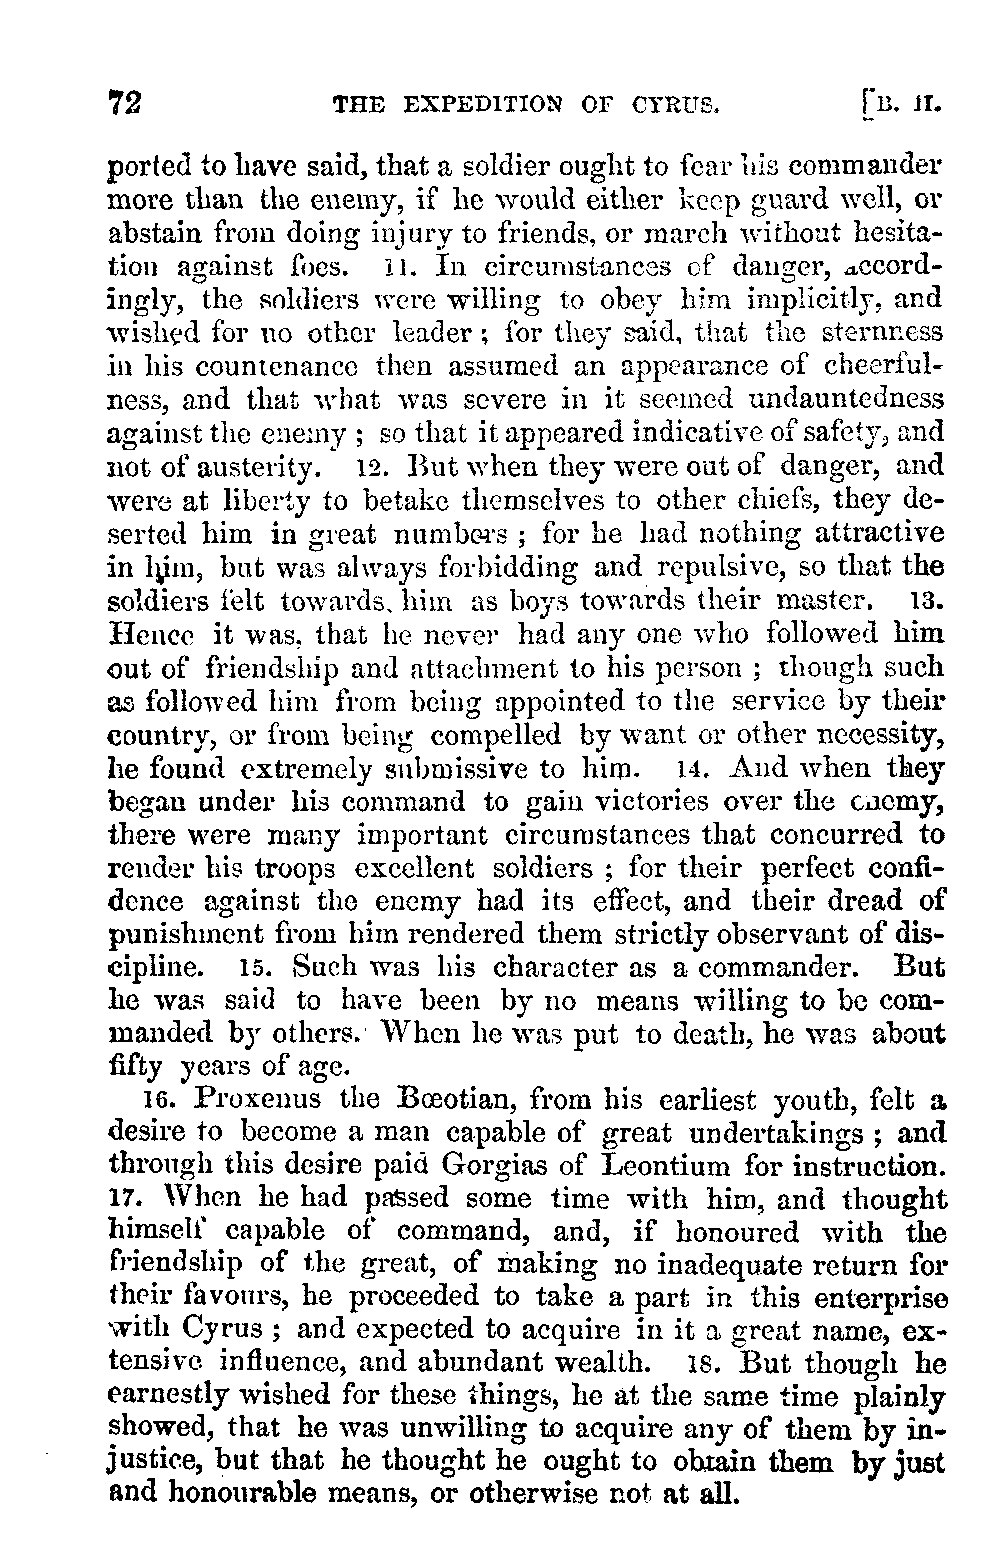 72 THE EXPEDITION OF CYRUS. [B. II.
ported to have said, that a soldier ought to fear his commander
more than the enemy, if he would either keep guard well, or
abstain from doing injury to friends, or march without hesita-
tion against foes. 11. In circumstances of danger, accord-
ingly, the soldiers were willing to obey him implicitly, and
wished for no other leader; for they said, that the sternness
in his countenance then assumed an appearance of cheerful-
ness, and that what was severe in it seemed undauntedness
against the enemy; so that it appeared indicative of safety, and
not of austerity. 12. But when they were out of danger, and
were at liberty to betake themselves to other chiefs, they de-
serted him in great numbers; for he had nothing attractive
in him, but was always forbidding and repulsive, so that the
soldiers felt towards him as boys towards their master. 13.
Hence it was, that he never had any one who followed him
out of friendship and attachment to his person; though such
as followed him from being appointed to the service by their
country, or from being compelled by want or other necessity,
he found extremely submissive to him. 14. And when they
began under his command to gain victories over the enemy,
there were many important circumstances that concurred to
render his troops excellent soldiers; for their perfect confi-
dence against the enemy had its effect, and their dread of
punishment from him rendered them strictly observant of dis-
cipline. 15. Such was his character as a commander. But
he was said to have been by no means willing to be com-
manded by others. When he was put to death, he was about
fifty years of age.
16. Proxenus the Bœotian, from his earliest youth, felt a
desire to become a man capable of great undertakings; and
through this desire paid Gorgias of Leontium for instruction.
17. When he had passed some time with him, and thought
himself capable of command, and, if honoured with the
friendship of the great, of making no inadequate return for
their favours, he proceeded to take a part in this enterprise
with Cyrus; and expected to acquire in it a great name, ex-
tensive influence, and abundant wealth. 18. But though he
earnestly wished for these things, he at the same time plainly
showed, that he was unwilling to acquire any of them by in-
justice, but that he thought he ought to obtain them by just
and honourable means, or otherwise not at all.